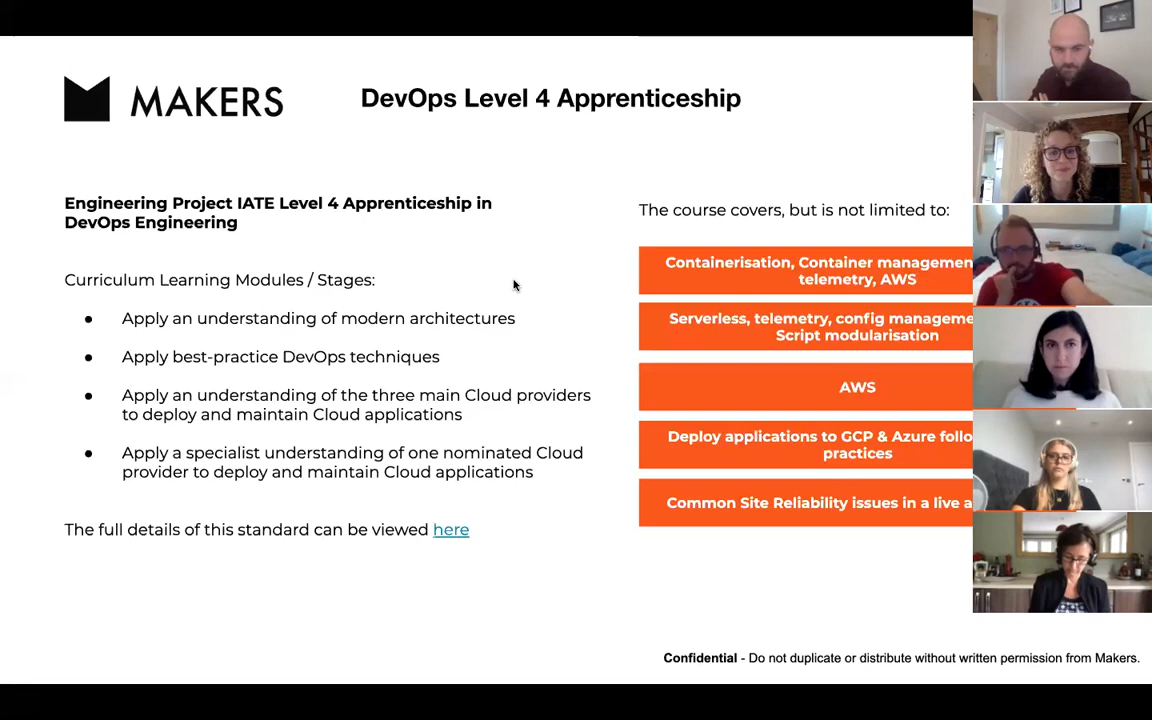 MAKERS
DevOps Level 4 Apprenticeship
Engineering Project IATE Level 4 Apprenticeship in
DevOps Engineering
Curriculum Learning Modules / Stages:
● Apply an understanding of modern architectures
● Apply best-practice DevOps techniques
● Apply an understanding of the three main Cloud providers
to deploy and maintain Cloud applications
● Apply a specialist understanding of one nominated Cloud
provider to deploy and maintain Cloud applications
The full details of this standard can be viewed here
The course covers, but is not limited to:
Containerisation, Container managemen
telemetry, AWS
Serverless, telemetry, config manageme
Script modularisation
AWS
Deploy applications to GCP & Azure follo
practices
Common Site Reliability issues in a live a
Confidential - Do not duplicate or distribute without written permission from Makers.